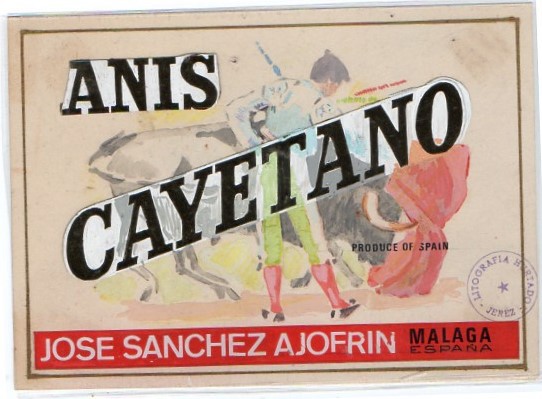 ANIS
CAYETANO
PRODUCE OF SPAIN
LITOGRAFIA HURTADO
- JEREZ -
JOSE SANCHEZ AJOFRIN MALAGA
ESPAÑA